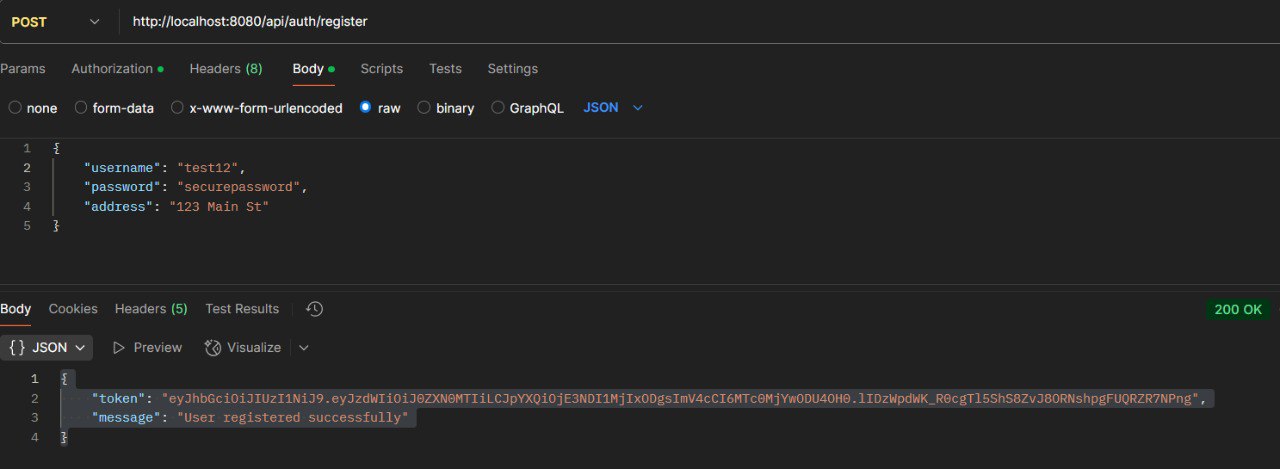 POST http://localhost:8080/api/auth/register
Params Authorization Headers (8) Body Scripts Tests Settings
none form-data x-www-form-urlencoded raw binary GraphQL JSON
1 {
2 "username": "test12",
3 "password": "securepassword",
4 "address": "123 Main St"
5 }
Body Cookies Headers (5) Test Results 200 OK
{} JSON Preview Visualize
1 {
2 "token": "eyJhbGciOiJIUzI1NiJ9.eyJzdWIiOiJ0ZXN0MTIiLCJpYXQiOjE3NDI1MjIxODgsImV4cCI6MTc0MjYwODU4OH0.lIDzWpdWK_R0cgTl5ShS8ZvJ8ORNshpgFUQRZR7NPng",
3 "message": "User registered successfully"
4 }